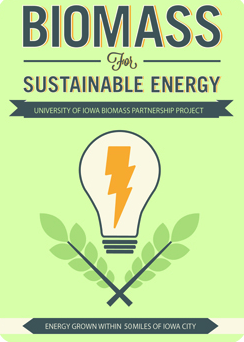 BIOMASS
For
SUSTAINABLE ENERGY
UNIVERSITY OF IOWA BIOMASS PARTNERSHIP PROJECT
ENERGY GROWN WITHIN 50 MILES OF IOWA CITY